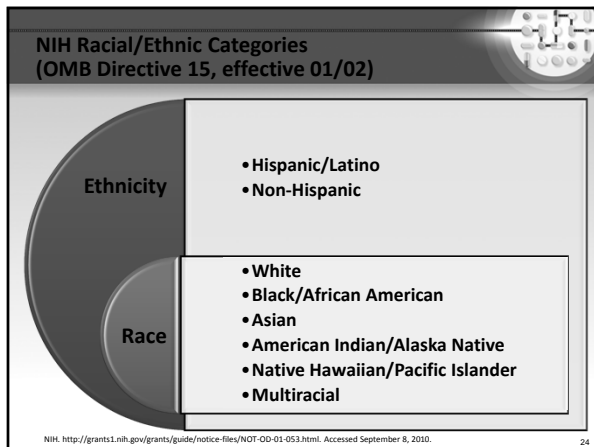 NIH Racial/Ethnic Categories
(OMB Directive 15, effective 01/02)
Ethnicity
•Hispanic/Latino
•Non-Hispanic
Race
•White
•Black/African American
•Asian
•American Indian/Alaska Native
•Native Hawaiian/Pacific Islander
•Multiracial
NIH. http://grants1.nih.gov/grants/guide/notice-files/NOT-OD-01-053.html. Accessed September 8, 2010.
24